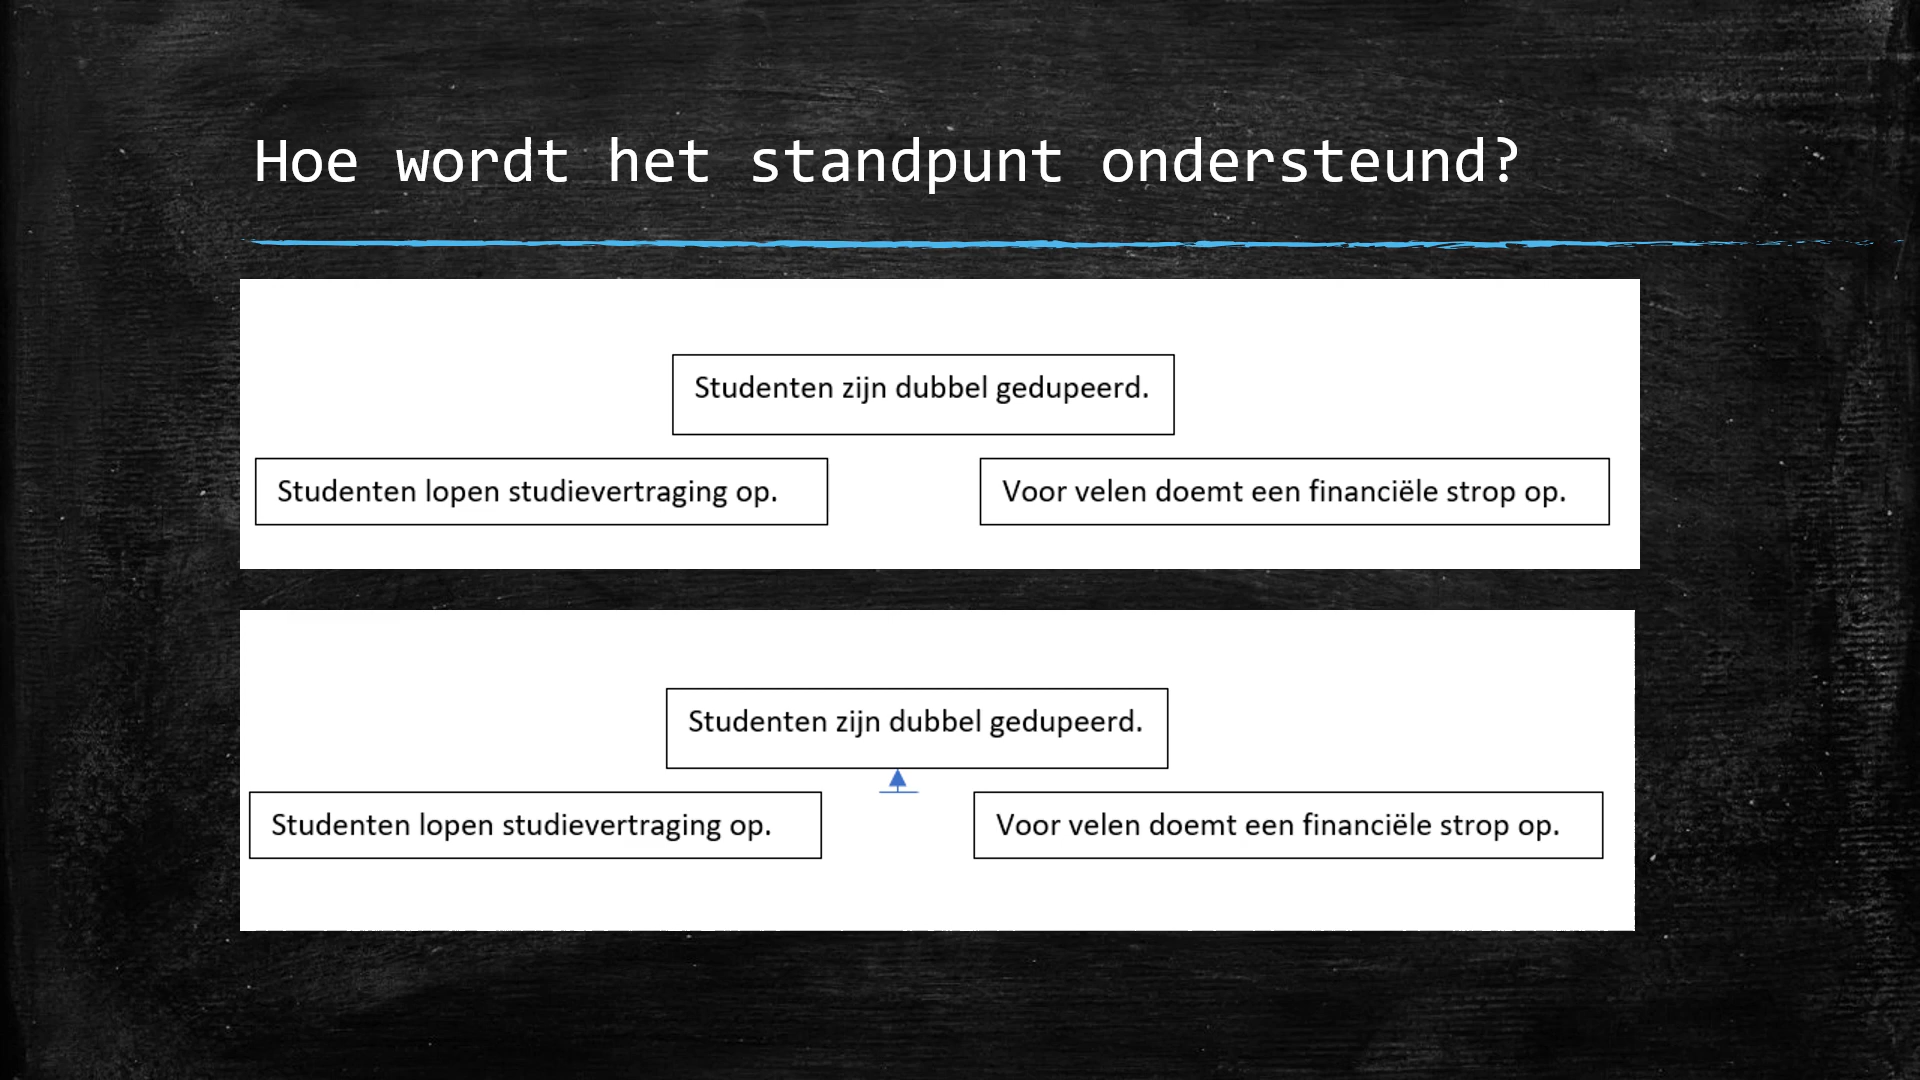 Hoe wordt het standpunt ondersteund?
Studenten zijn dubbel gedupeerd.
Studenten lopen studievertraging op.
Voor velen doemt een financiële strop op.
Studenten zijn dubbel gedupeerd.
Studenten lopen studievertraging op.
Voor velen doemt een financiële strop op.